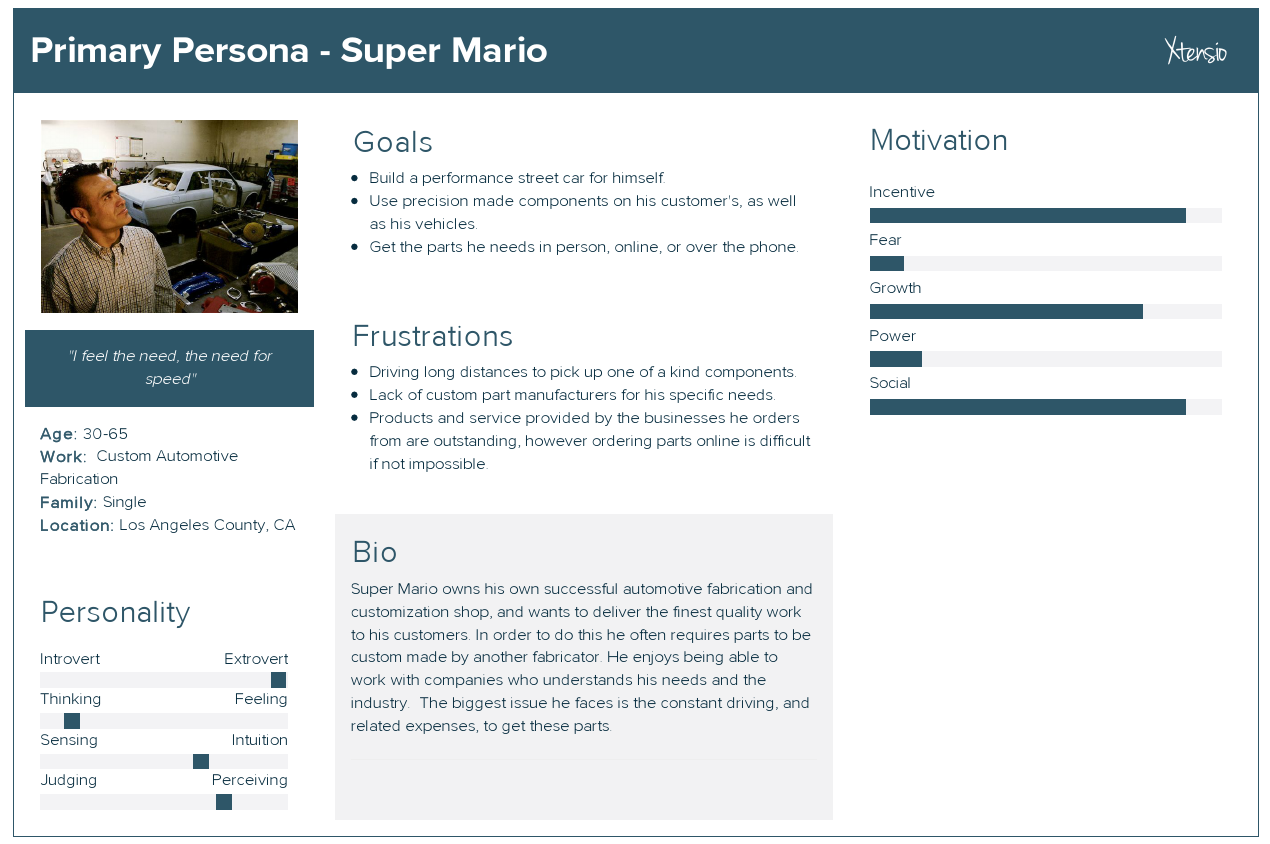 Primary Persona - Super Mario
Xtensio
"I feel the need, the need for
speed"
Age: 30-65
Work: Custom Automotive
Fabrication
Family: Single
Location: Los Angeles County, CA
Personality
Introvert Extrovert
Thinking Feeling
Sensing Intuition
Judging Perceiving
Goals
Build a performance street car for himself.
Use precision made components on his customer's, as well
as his vehicles.
Get the parts he needs in person, online, or over the phone.
Frustrations
Driving long distances to pick up one of a kind components.
Lack of custom part manufacturers for his specific needs.
Products and service provided by the businesses he orders
from are outstanding, however ordering parts online is difficult
if not impossible.
Bio
Super Mario owns his own successful automotive fabrication and
customization shop, and wants to deliver the finest quality work
to his customers. In order to do this he often requires parts to be
custom made by another fabricator. He enjoys being able to
work with companies who understands his needs and the
industry. The biggest issue he faces is the constant driving, and
related expenses, to get these parts.
Motivation
Incentive
Fear
Growth
Power
Social